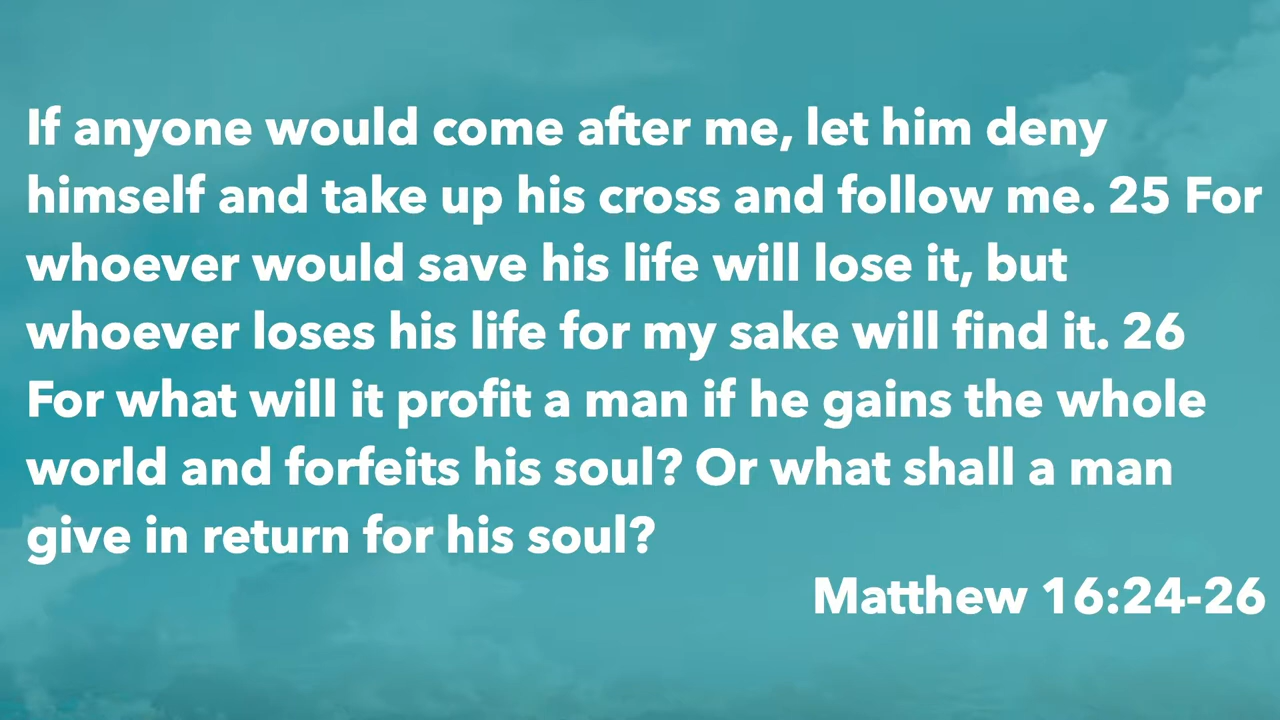 If anyone would come after me, let him deny
himself and take up his cross and follow me. 25 For
whoever would save his life will lose it, but
whoever loses his life for my sake will find it. 26
For what will it profit a man if he gains the whole
world and forfeits his soul? Or what shall a man
give in return for his soul?
Matthew 16:24-26